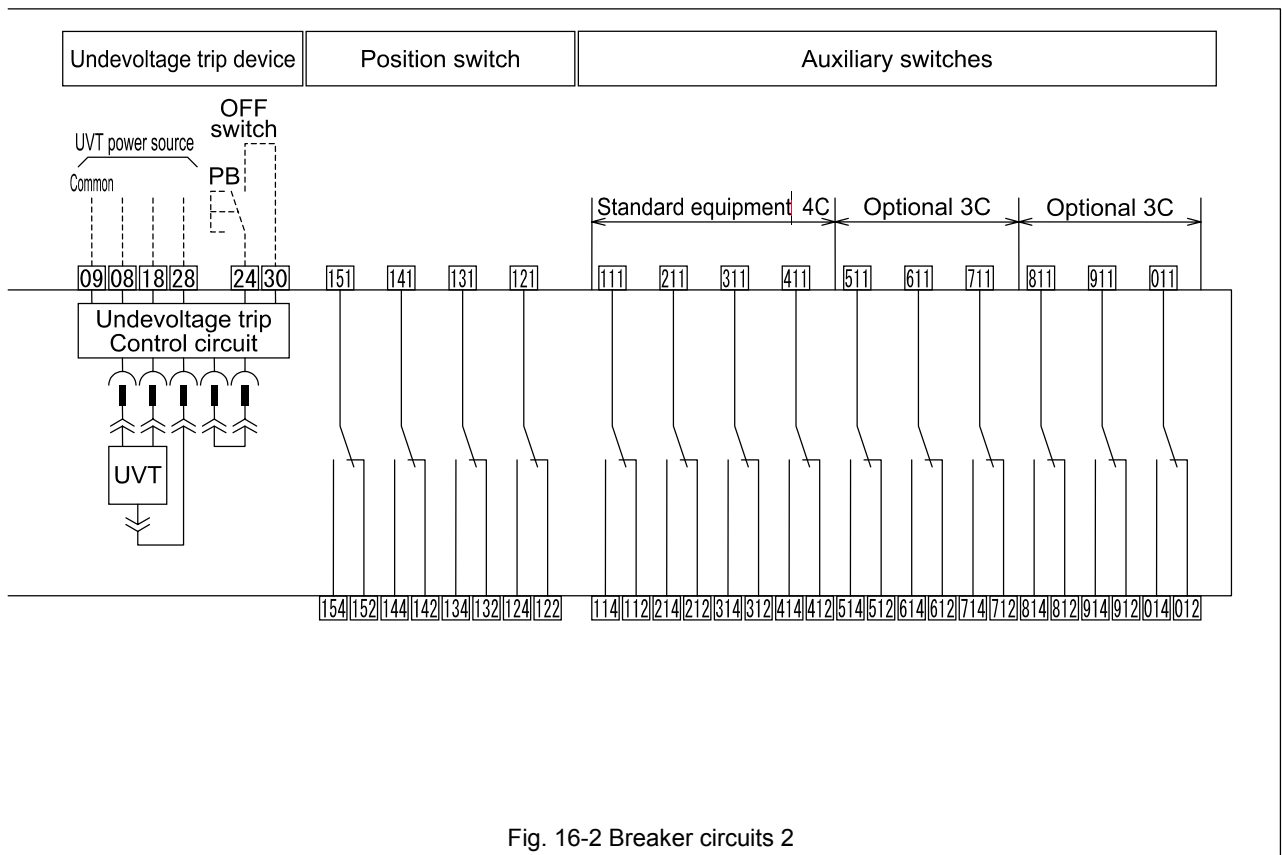 Undevoltage trip device
Position switch
Auxiliary switches
OFF
switch
UVT power source
Common
PB
Standard equipment 4C
Optional 3C
Optional 3C
09 08 18 28 24 30 151 141 131 121 111 211 311 411 511 611 711 811 911 011
Undevoltage trip
Control circuit
UVT
154 152 144 142 134 132 124 122 114 112 214 212 314 312 414 412 514 512 614 612 714 712 814 812 914 912 014 012
Fig. 16-2 Breaker circuits 2